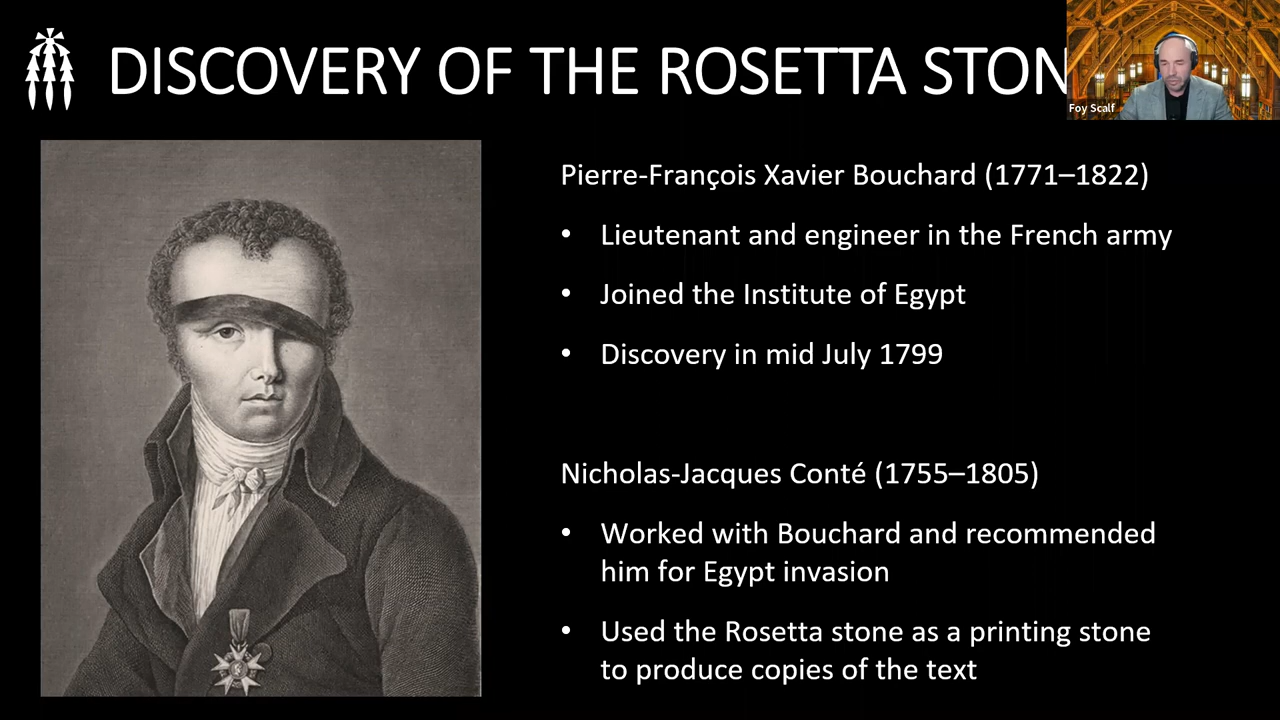 DISCOVERY OF THE ROSETTA STON
Foy Scalf
Pierre-François Xavier Bouchard (1771–1822)
• Lieutenant and engineer in the French army
• Joined the Institute of Egypt
• Discovery in mid July 1799
Nicholas-Jacques Conté (1755–1805)
• Worked with Bouchard and recommended
him for Egypt invasion
• Used the Rosetta stone as a printing stone
to produce copies of the text